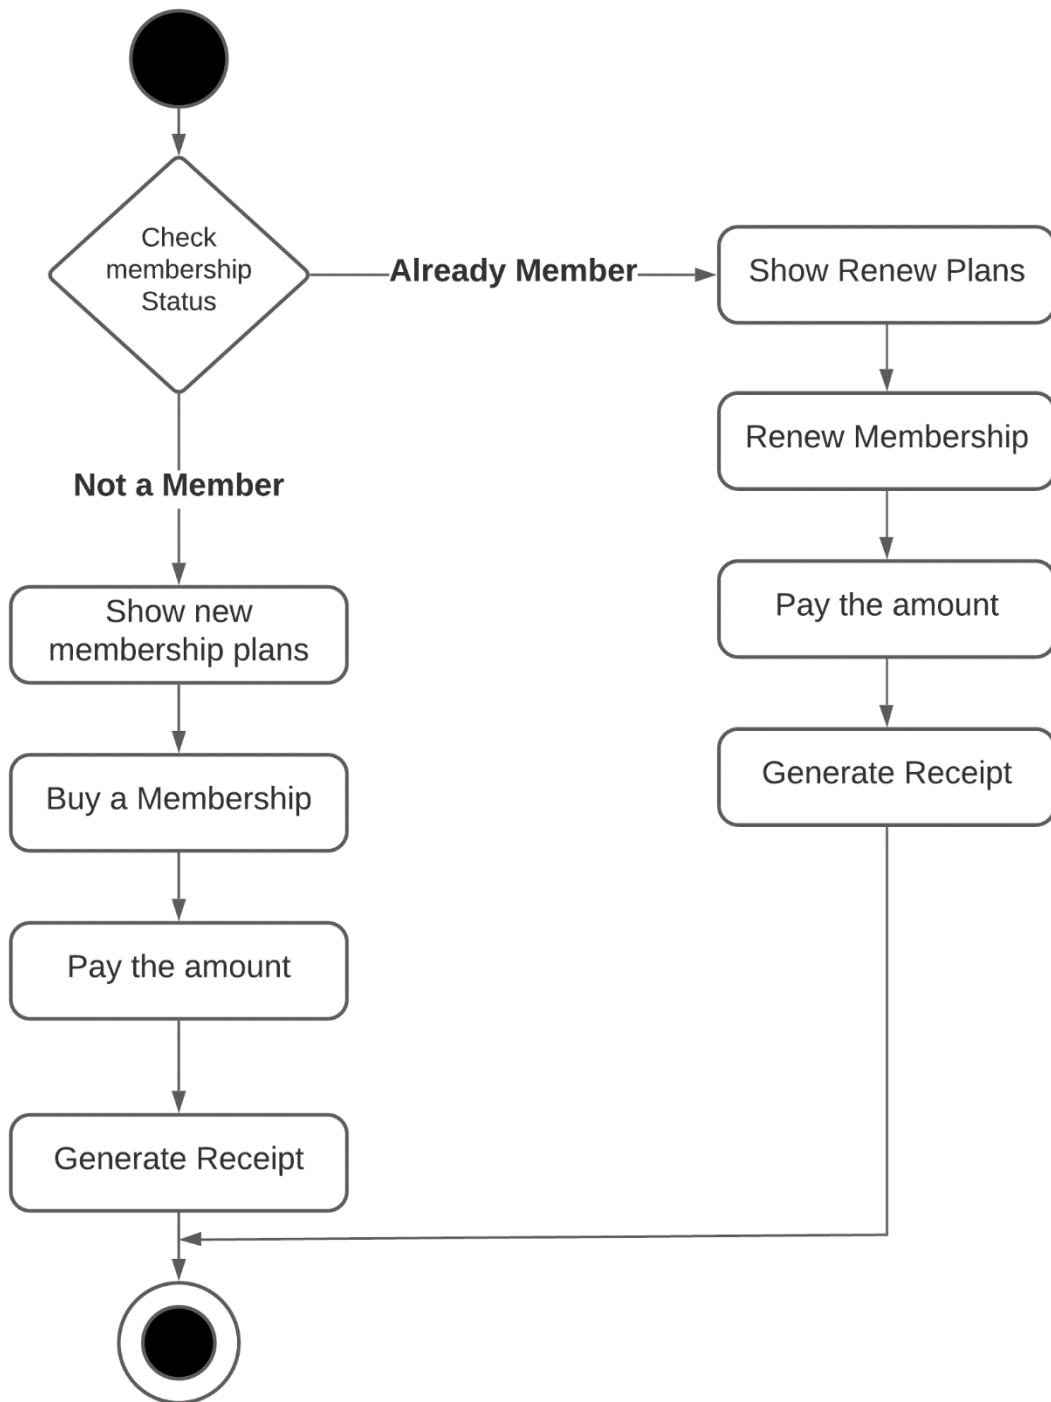 Check
membership
Status
Already Member
Show Renew Plans
Renew Membership
Pay the amount
Generate Receipt
Not a Member
Show new
membership plans
Buy a Membership
Pay the amount
Generate Receipt